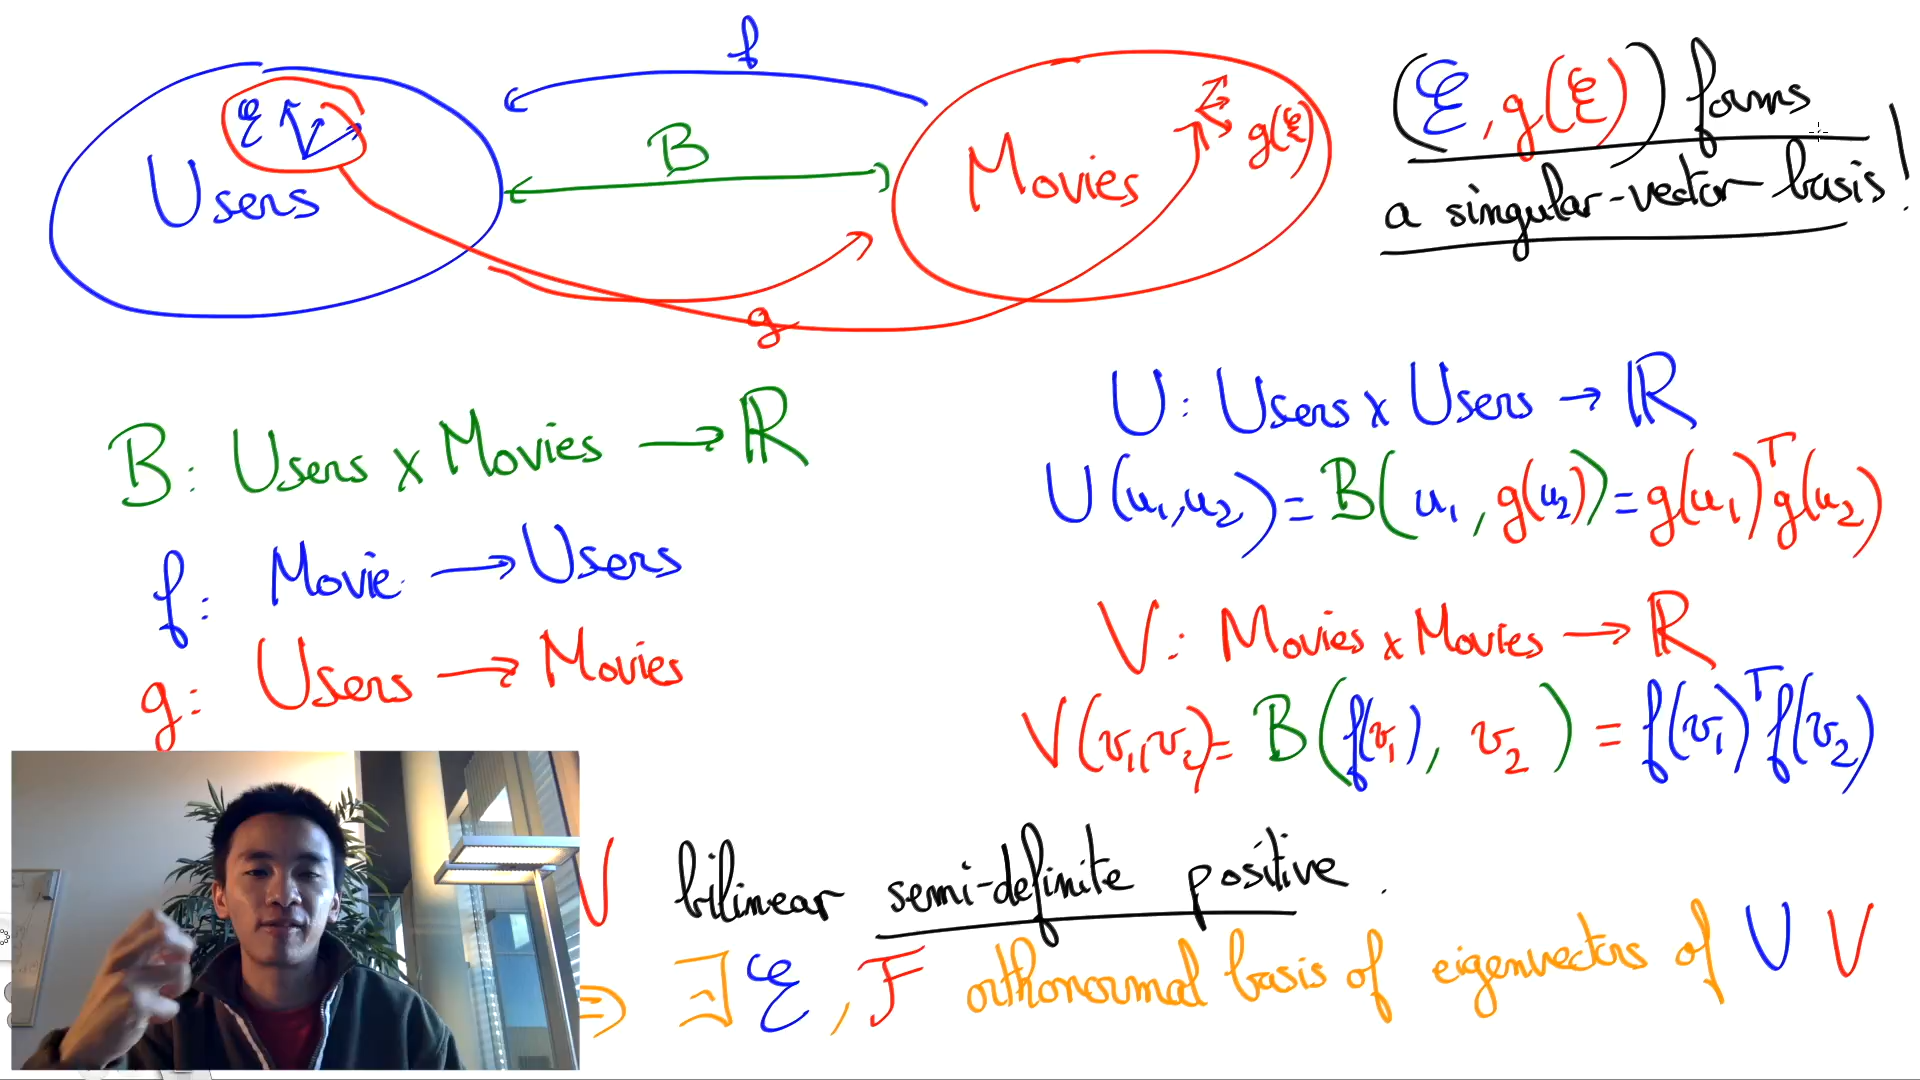 f
ℰ
Users
B
Movies
g(ℰ)
g
(ℰ, g(ℰ)) forms
a singular-vector-basis!
B: Users x Movies → ℝ
f: Movie → Users
g: Users → Movies
U: Users x Users → ℝ
U(u₁,u₂) = B(u₁, g(u₂)) = g(u₁)ᵀg(u₂)
V: Movies x Movies → ℝ
V(v₁,v₂) = B(f(v₁), v₂) = f(v₁)ᵀf(v₂)
V bilinear semi-definite positive.
⇒ ∃ ℰ, F orthonormal basis of eigenvectors of U V